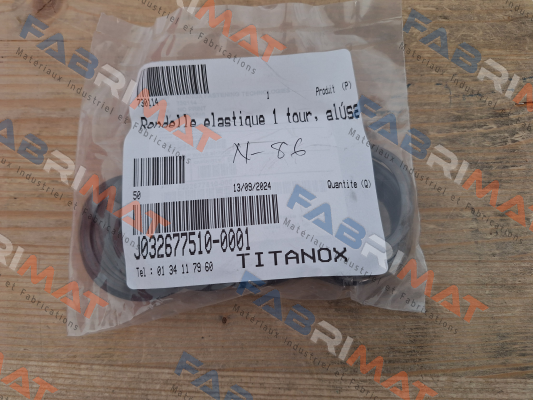 730114 1 Produit (P)
Rondelle elastique 1 tour, alúsa
N-86
50 13/09/2024 Quantite (Q)
J032677510-0001
Tel : 01 34 11 79 60 TITANOX
FABRIMAT
Materiaux Industriel et Fabrications